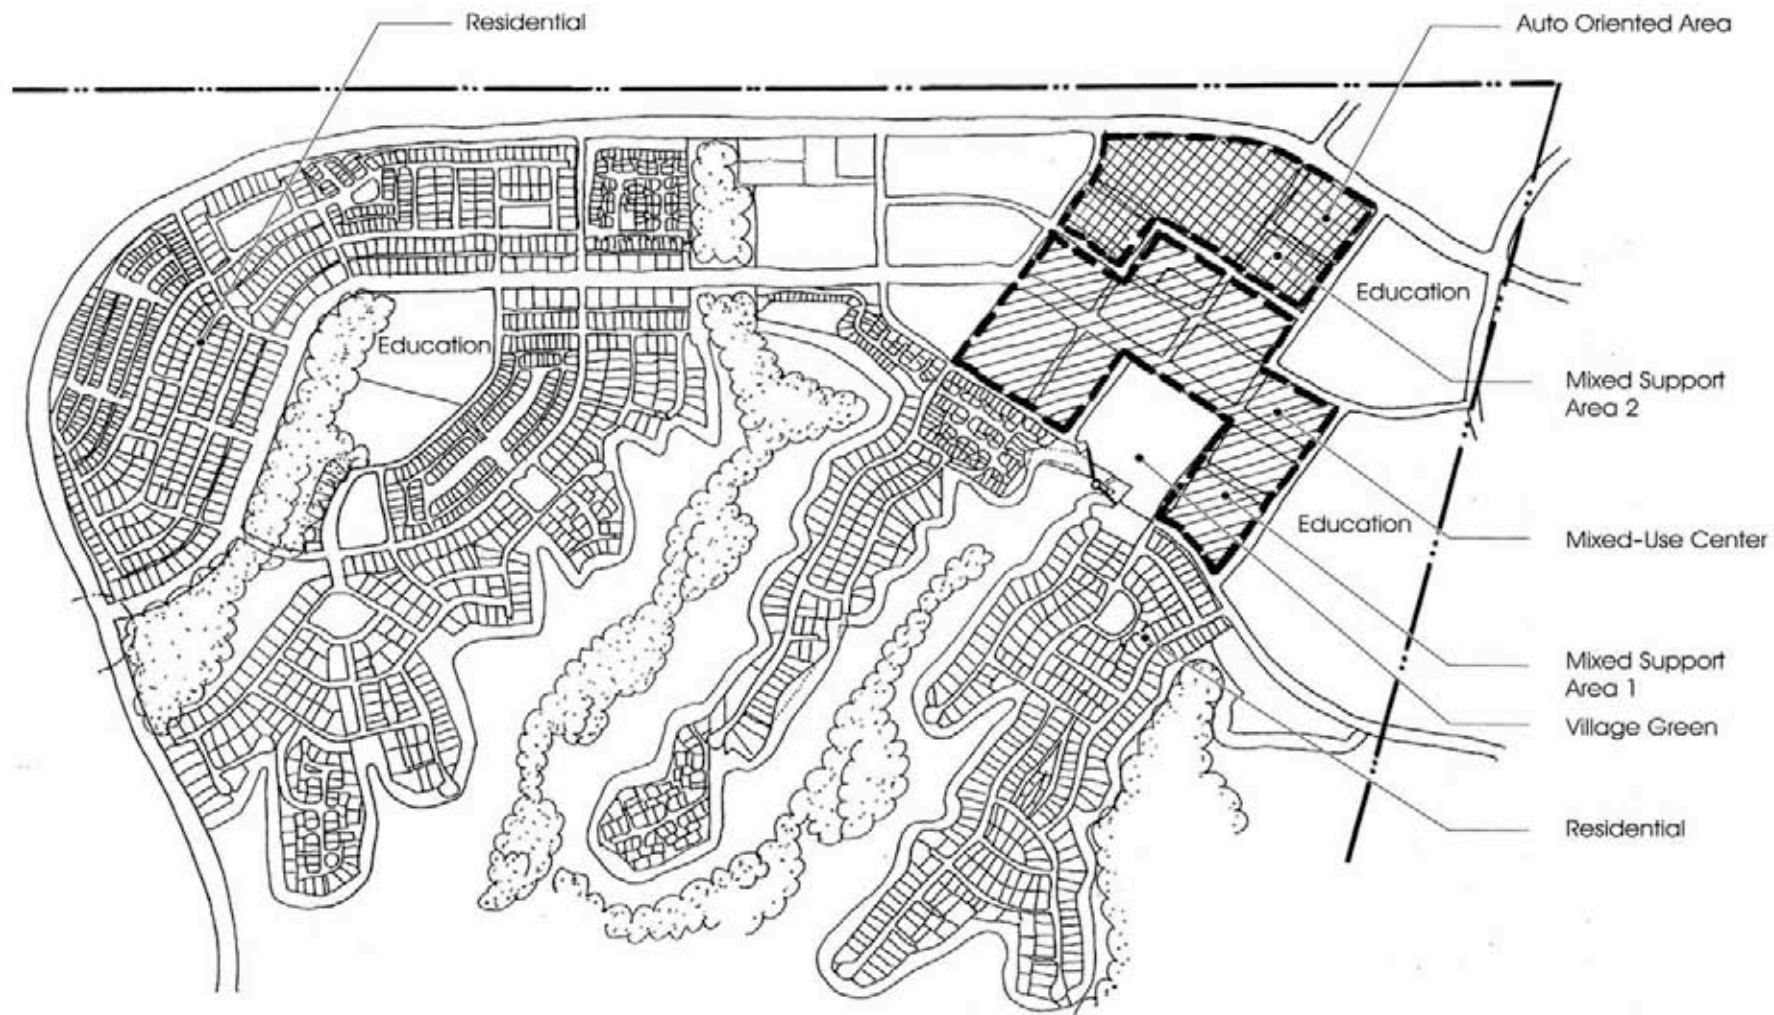 Residential
Auto Oriented Area
Education
Education
Mixed Support
Area 2
Education
Mixed-Use Center
Mixed Support
Area 1
Village Green
Residential